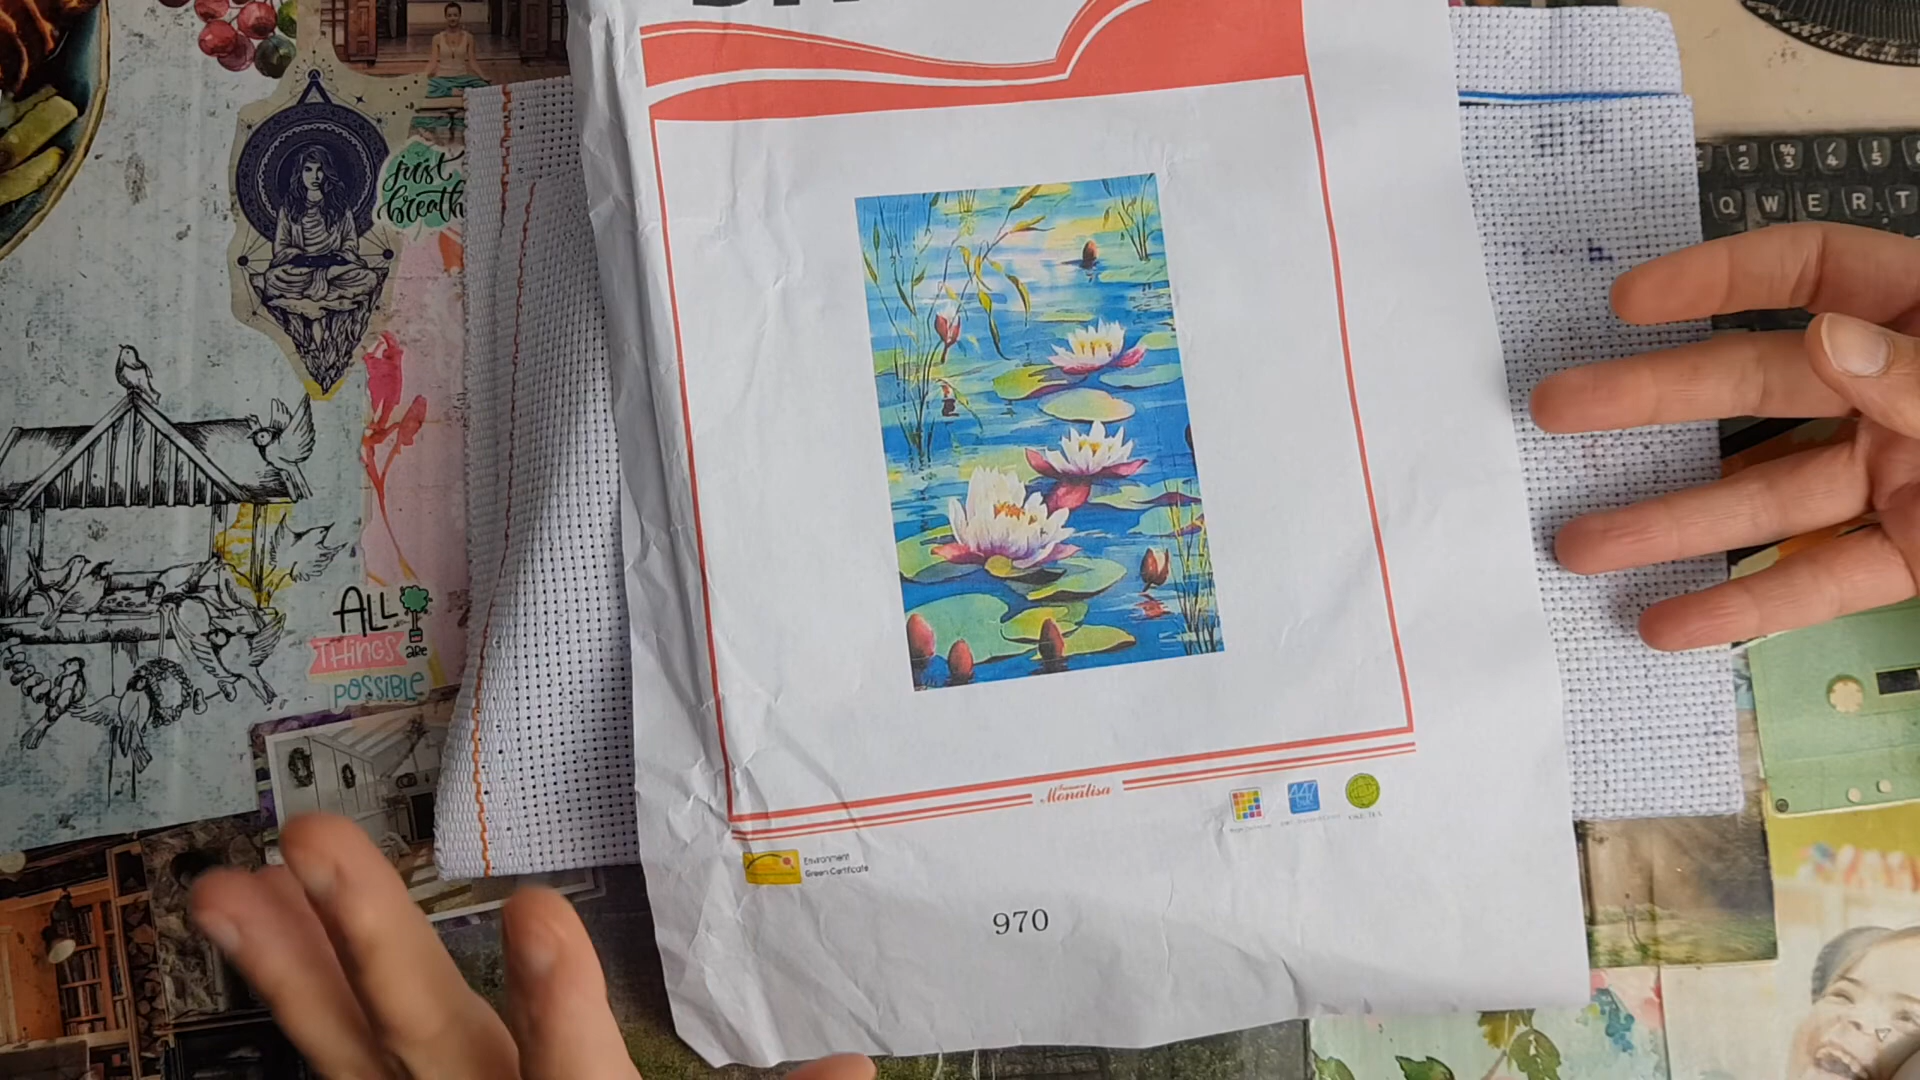 just
breath
ALL
THINGS are
POSSIBLE
2 3 4 5
Q W E R T
Monalisa
Environment
Green Certificate
970